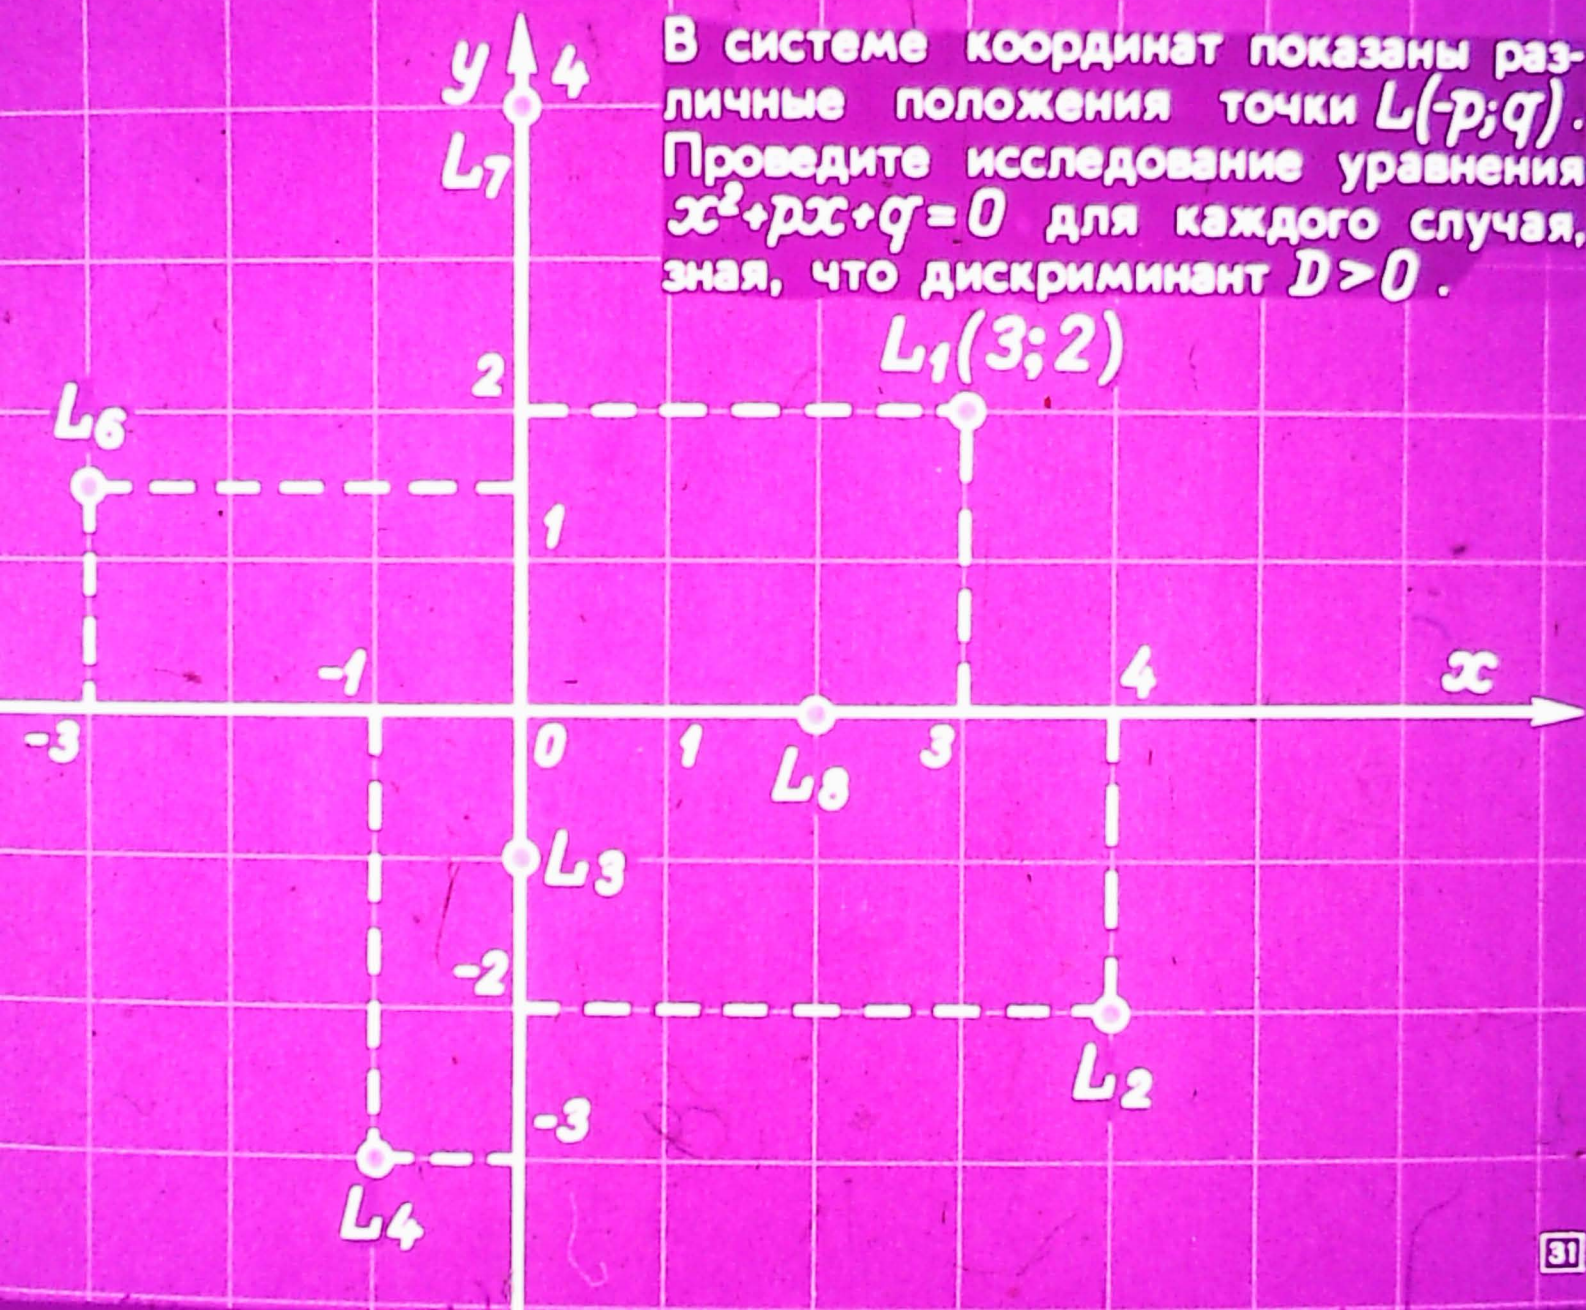 y 4
L7
В системе координат показаны раз-
личные положения точки L(-p;q).
Проведите исследование уравнения
x²+px+q=0 для каждого случая,
зная, что дискриминант D>0.
L1(3;2)
2
L6
1
-1
4
x
-3
0
1
3
L8
L3
-2
L2
-3
L4
31